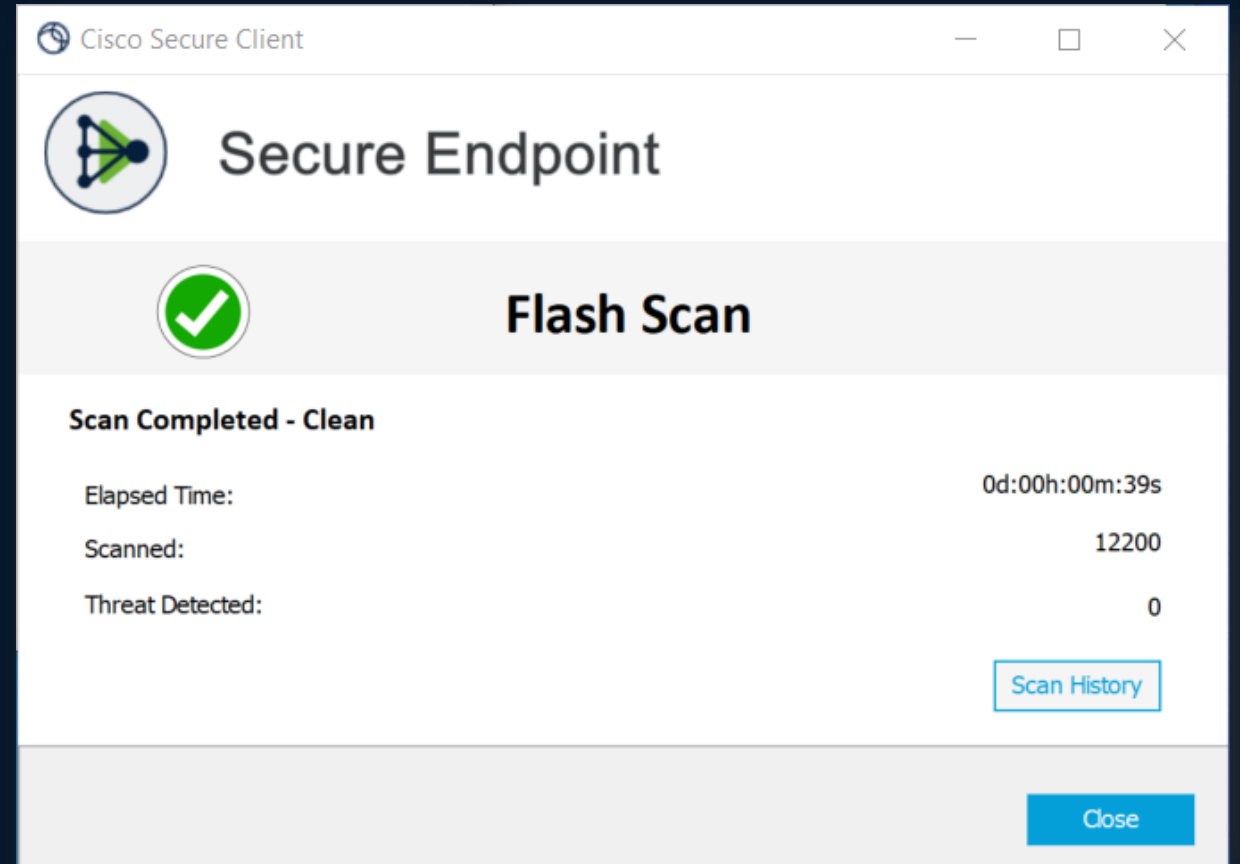 Cisco Secure Client
Secure Endpoint
Flash Scan
Scan Completed - Clean
Elapsed Time: 0d:00h:00m:39s
Scanned: 12200
Threat Detected: 0
Scan History
Close